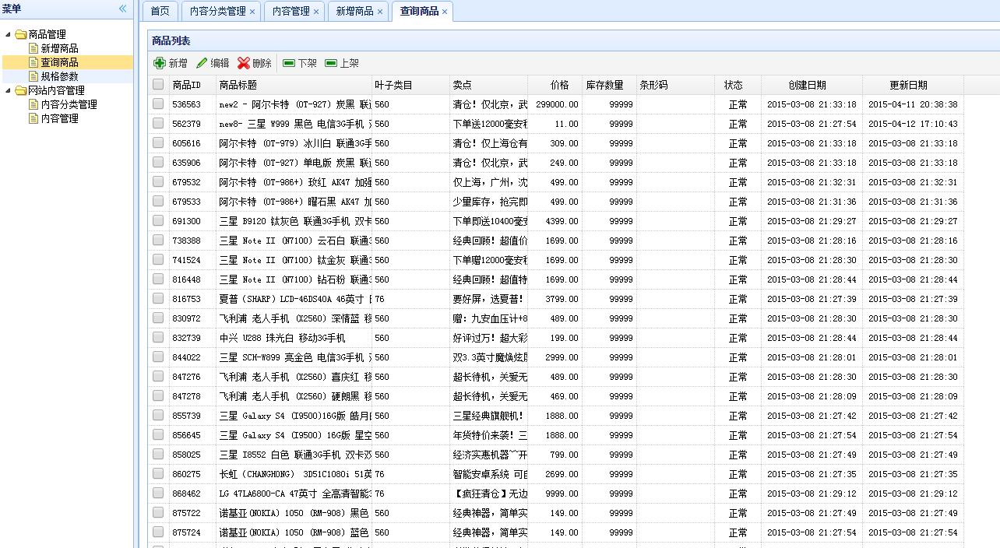 菜单
商品管理
新增商品
查询商品
规格参数
网站内容管理
内容分类管理
内容管理
首页 内容分类管理 内容管理 新增商品 查询商品
商品列表
新增 编辑 删除 下架 上架
商品ID 商品标题 叶子类目 卖点 价格 库存数量 条形码 状态 创建日期 更新日期
536563 new2 - 阿尔卡特 (OT-927) 炭黑 联 560 清仓！仅北京，武 299000.00 99999 正常 2015-03-08 21:33:18 2015-04-11 20:38:38
562379 new8- 三星 W999 黑色 电信3G手机 560 下单送12000毫安 11.00 99999 正常 2015-03-08 21:27:54 2015-04-12 17:10:43
605616 阿尔卡特 (OT-979) 冰川白 联通3G手 560 清仓！仅上海仓有 309.00 99999 正常 2015-03-08 21:33:18 2015-03-08 21:33:18
635906 阿尔卡特 (OT-927) 单电版 炭黑 联 560 清仓！仅北京，武 249.00 99999 正常 2015-03-08 21:33:18 2015-03-08 21:33:18
679532 阿尔卡特 (OT-986+) 玫红 AK47 加强 560 仅上海，广州，沈 499.00 99999 正常 2015-03-08 21:32:31 2015-03-08 21:32:31
679533 阿尔卡特 (OT-986+) 曜石黑 AK47 加 560 少量库存，抢完即 499.00 99999 正常 2015-03-08 21:31:36 2015-03-08 21:31:36
691300 三星 B9120 钛灰色 联通3G手机 双卡 560 下单即送10400毫安 4399.00 99999 正常 2015-03-08 21:29:27 2015-03-08 21:29:27
738388 三星 Note II (N7100) 云石白 联通 560 经典回顾！超值价 1699.00 99999 正常 2015-03-08 21:28:16 2015-03-08 21:28:16
741524 三星 Note II (N7100) 钛金灰 联通 560 下单赠12000毫安 1699.00 99999 正常 2015-03-08 21:28:30 2015-03-08 21:28:30
816448 三星 Note II (N7100) 钻石粉 联通 560 经典回顾！超值特 1699.00 99999 正常 2015-03-08 21:28:44 2015-03-08 21:28:44
816753 夏普（SHARP）LCD-46DS40A 46英寸 76 要好屏，选夏普！ 3799.00 99999 正常 2015-03-08 21:27:39 2015-03-08 21:27:39
830972 飞利浦 老人手机 (X2560) 深情蓝 移 560 赠：九安血压计+8 489.00 99999 正常 2015-03-08 21:28:30 2015-03-08 21:28:30
832739 中兴 U288 珠光白 移动3G手机 560 好评过万！超大彩 199.00 99999 正常 2015-03-08 21:28:44 2015-03-08 21:28:44
844022 三星 SCH-W899 亮金色 电信3G手机 560 双3.3英寸魔焕炫屏 2999.00 99999 正常 2015-03-08 21:28:01 2015-03-08 21:28:01
847276 飞利浦 老人手机 (X2560) 喜庆红 移 560 超长待机，关爱无 489.00 99999 正常 2015-03-08 21:28:30 2015-03-08 21:28:30
847278 飞利浦 老人手机 (X2560) 硬朗黑 移 560 超长待机，关爱无 469.00 99999 正常 2015-03-08 21:28:09 2015-03-08 21:28:09
855739 三星 Galaxy S4 (I9500)16G版 皓月 560 三星经典旗舰机！ 1888.00 99999 正常 2015-03-08 21:27:42 2015-03-08 21:27:42
856645 三星 Galaxy S4 (I9500) 16G版 星空 560 年货特价来袭！三 1888.00 99999 正常 2015-03-08 21:27:54 2015-03-08 21:27:54
858025 三星 I8552 白色 联通3G手机 双卡双 560 经济实惠机器^^开 799.00 99999 正常 2015-03-08 21:27:49 2015-03-08 21:27:49
860275 长虹（CHANGHONG） 3D51C1080i 51英 76 智能安卓系统 可自 2699.00 99999 正常 2015-03-08 21:27:35 2015-03-08 21:27:35
868462 LG 47LA6800-CA 47英寸 全高清智能 76 【疯狂清仓】无边 9999.00 99999 正常 2015-03-08 21:29:12 2015-03-08 21:29:12
875722 诺基亚(NOKIA) 1050 (RM-908) 黑色 560 经典神器，简单实 149.00 99999 正常 2015-03-08 21:27:49 2015-03-08 21:27:49
875724 诺基亚(NOKIA) 1050 (RM-908) 蓝色 560 经典神器，简单实 149.00 99999 正常 2015-03-08 21:27:54 2015-03-08 21:27:54